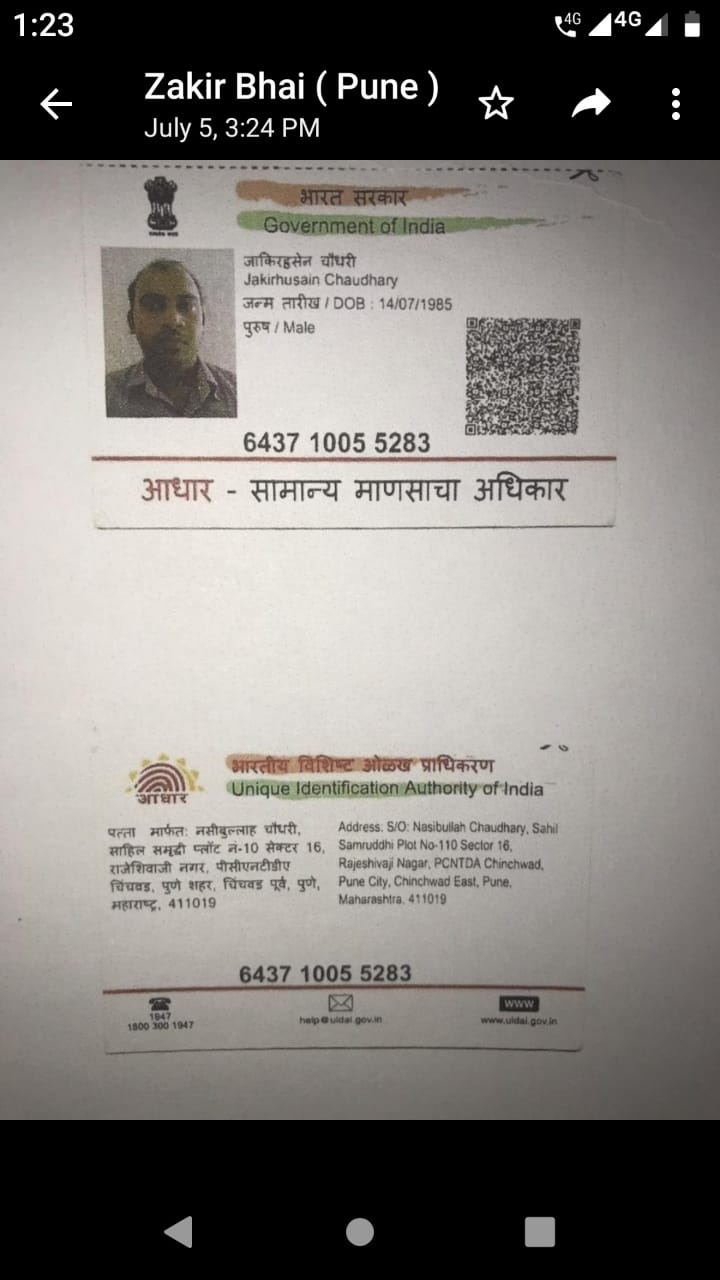 1:23
4G 4G
Zakir Bhai ( Pune )
July 5, 3:24 PM
भारत सरकार
Government of India
जाकिरहुसेन चौधरी
Jakirhusain Chaudhary
जन्म तारीख / DOB : 14/07/1985
पुरुष / Male
6437 1005 5283
आधार - सामान्य माणसाचा अधिकार
भारतीय विशिष्ट ओळख प्राधिकरण
Unique Identification Authority of India
आधार
पत्ता मार्फत: नसीबुल्लाह चौधरी,
साहिल समृद्दी प्लॉट नं-10 सेक्टर 16,
राजेशिवाजी नगर, पीसीएनटीडीए
चिंचवड, पुणे शहर, चिंचवड पूर्व, पुणे,
महाराष्ट्र, 411019
Address: S/O: Nasibullah Chaudhary, Sahil
Samruddhi Plot No-110 Sector 16,
Rajeshivaji Nagar, PCNTDA Chinchwad,
Pune City, Chinchwad East, Pune,
Maharashtra, 411019
6437 1005 5283
1947
1800 300 1947
help@uidai.gov.in
www
www.uidai.gov.in